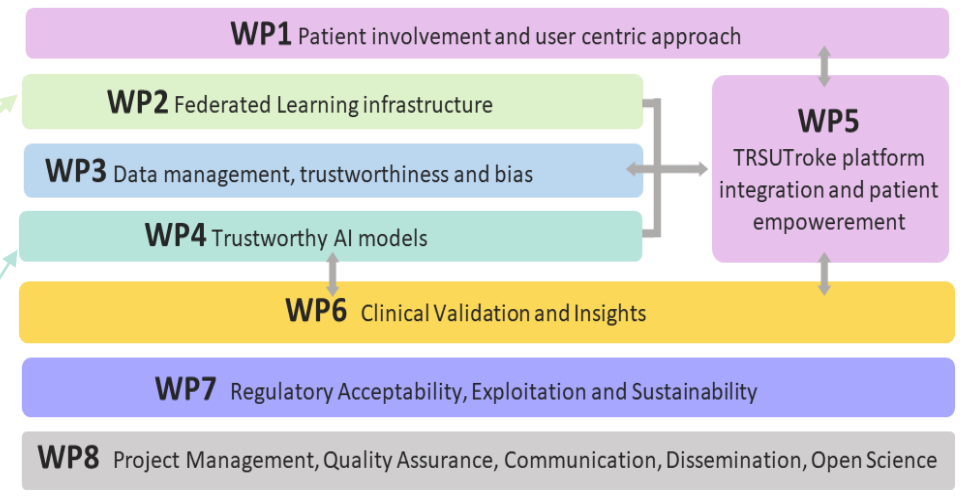 WP1 Patient involvement and user centric approach
WP2 Federated Learning infrastructure
WP3 Data management, trustworthiness and bias
WP4 Trustworthy AI models
WP5
TRSUTroke platform
integration and patient
empowerement
WP6 Clinical Validation and Insights
WP7 Regulatory Acceptability, Exploitation and Sustainability
WP8 Project Management, Quality Assurance, Communication, Dissemination, Open Science